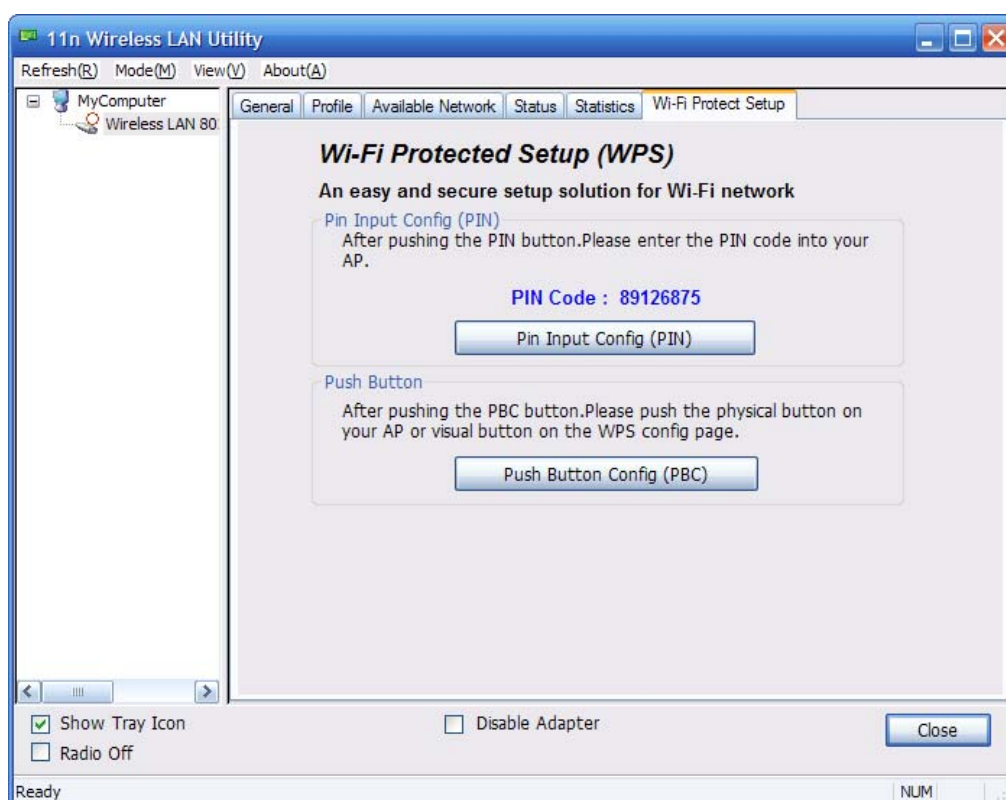 11n Wireless LAN Utility
Refresh(R) Mode(M) View(V) About(A)
MyComputer
Wireless LAN 80
General Profile Available Network Status Statistics Wi-Fi Protect Setup
Wi-Fi Protected Setup (WPS)
An easy and secure setup solution for Wi-Fi network
Pin Input Config (PIN)
After pushing the PIN button.Please enter the PIN code into your
AP.
PIN Code : 89126875
Pin Input Config (PIN)
Push Button
After pushing the PBC button.Please push the physical button on
your AP or visual button on the WPS config page.
Push Button Config (PBC)
Show Tray Icon
Disable Adapter
Close
Radio Off
Ready
NUM